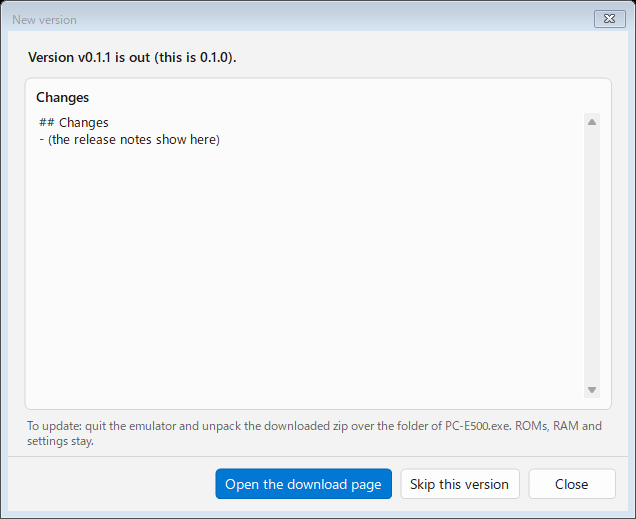 New version
Version v0.1.1 is out (this is 0.1.0).
Changes
## Changes
- (the release notes show here)
To update: quit the emulator and unpack the downloaded zip over the folder of PC-E500.exe. ROMs, RAM and
settings stay.
Open the download page
Skip this version
Close